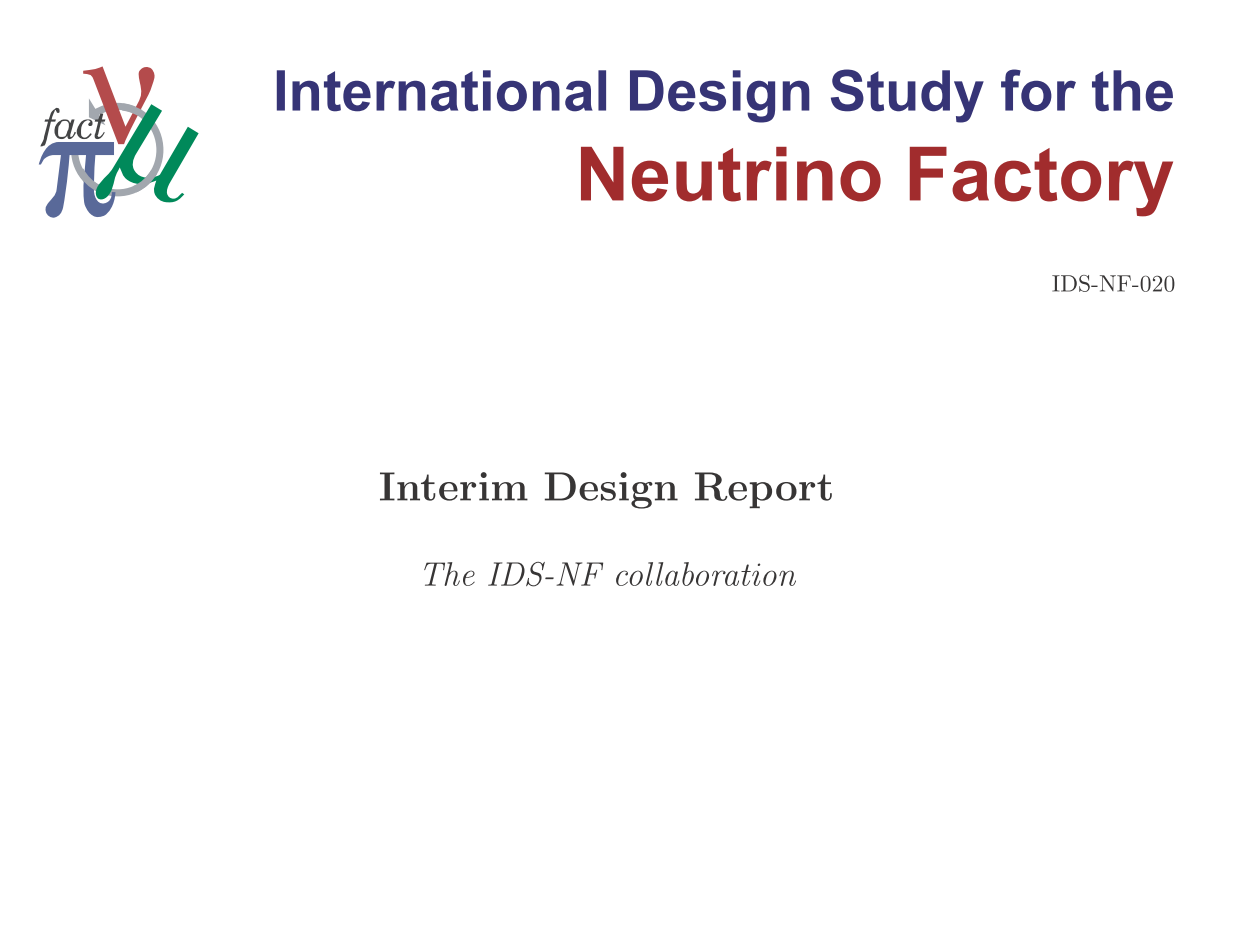 ν
fact
π μ
International Design Study for the
Neutrino Factory
IDS-NF-020
Interim Design Report
The IDS-NF collaboration